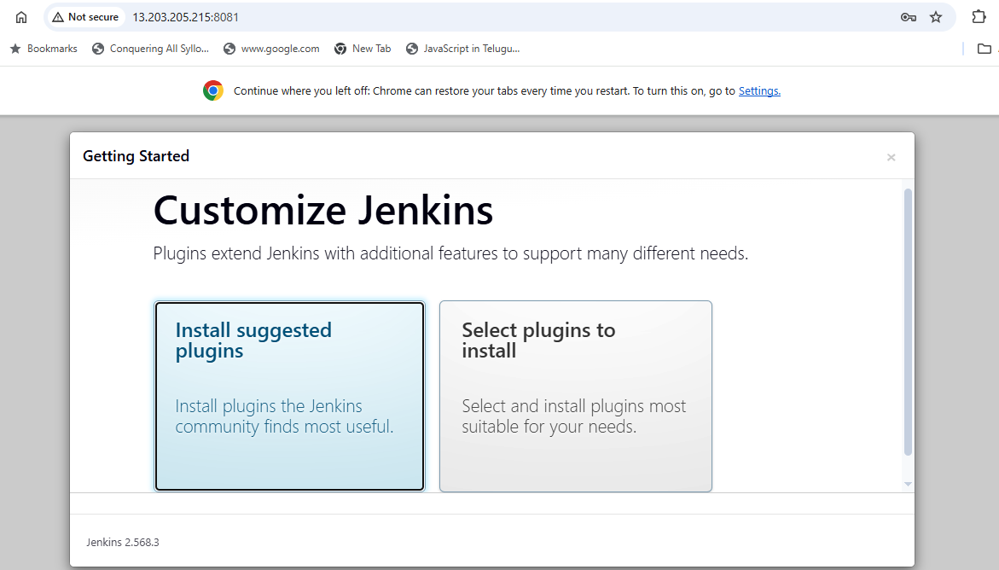 Not secure 13.203.205.215:8081
Bookmarks Conquering All Syllo... www.google.com New Tab JavaScript in Telugu...
Continue where you left off: Chrome can restore your tabs every time you restart. To turn this on, go to Settings.
Getting Started ×
Customize Jenkins
Plugins extend Jenkins with additional features to support many different needs.
Install suggested
plugins
Install plugins the Jenkins
community finds most useful.
Select plugins to
install
Select and install plugins most
suitable for your needs.
Jenkins 2.568.3